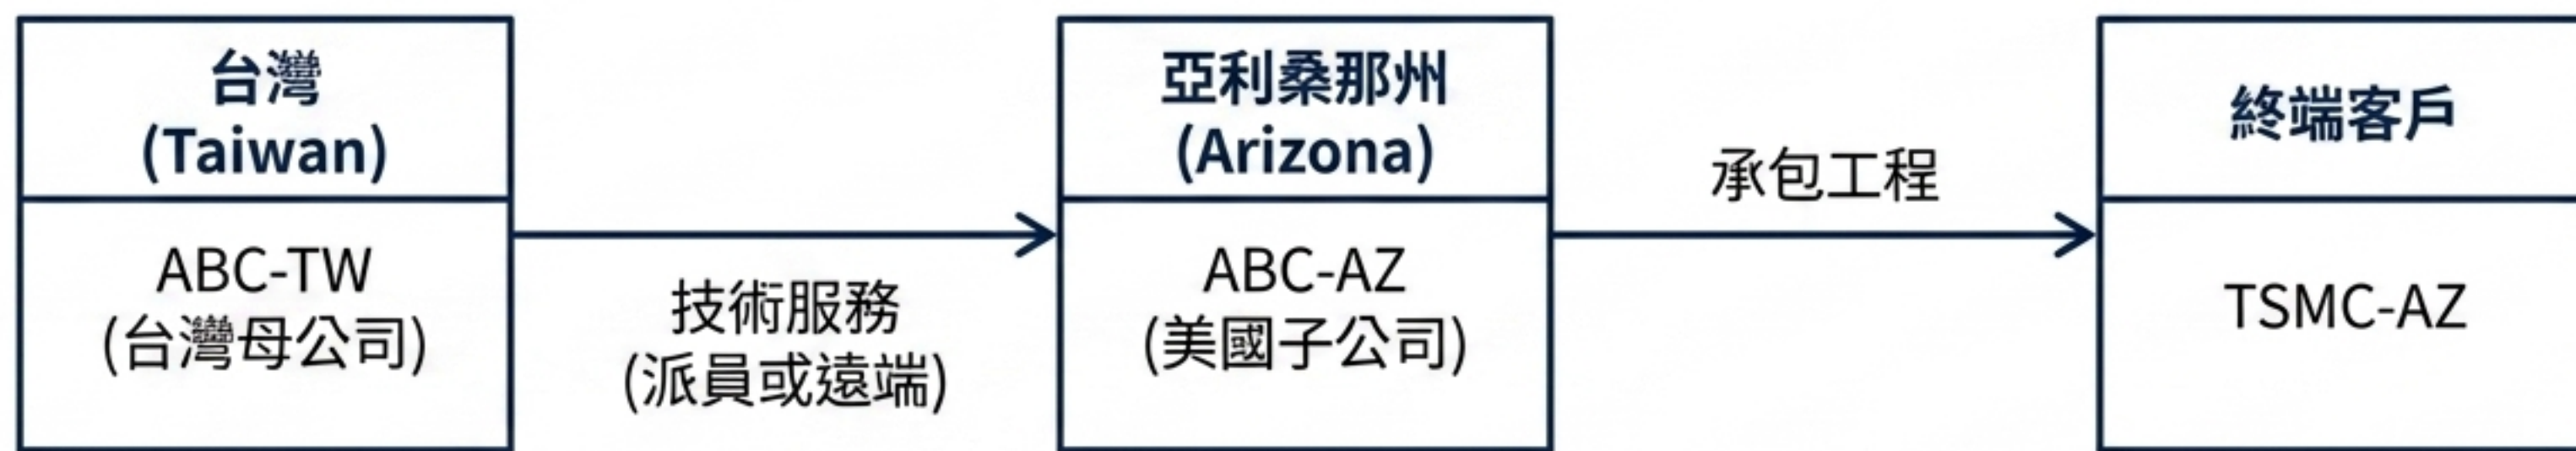 台灣
(Taiwan)
ABC-TW
(台灣母公司)
技術服務
(派員或遠端)
亞利桑那州
(Arizona)
ABC-AZ
(美國子公司)
承包工程
終端客戶
TSMC-AZ